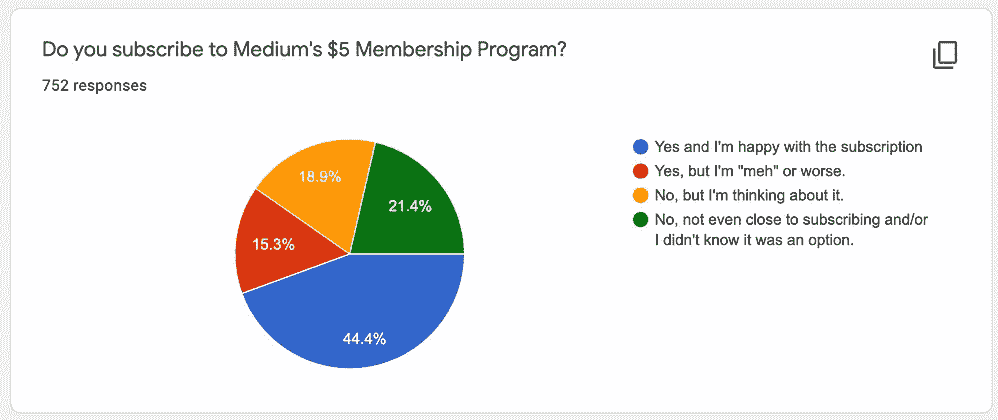 Do you subscribe to Medium's $5 Membership Program?
752 responses
18.9%
21.4%
15.3%
44.4%
Yes and I'm happy with the subscription
Yes, but I'm "meh" or worse.
No, but I'm thinking about it.
No, not even close to subscribing and/or
I didn't know it was an option.